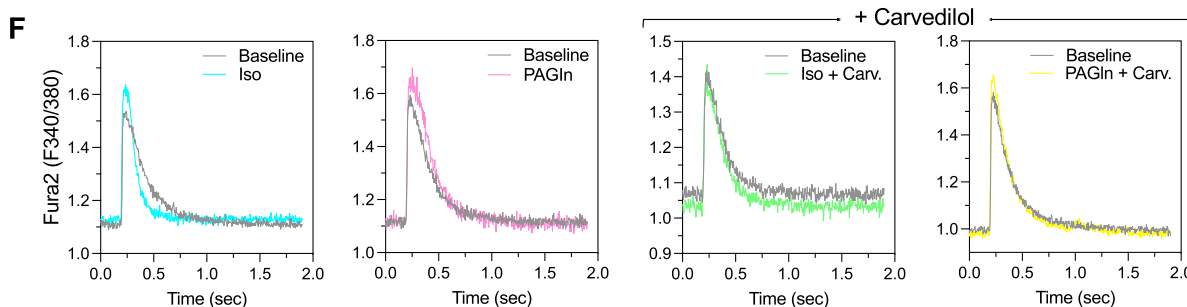 F
+ Carvedilol
Fura2 (F340/380)
1.8
1.6
1.4
1.2
1.0
0.0 0.5 1.0 1.5 2.0
Time (sec)
Baseline
Iso
1.8
1.6
1.4
1.2
1.0
0.0 0.5 1.0 1.5 2.0
Time (sec)
Baseline
PAGln
1.5
1.4
1.3
1.2
1.1
1.0
0.9
0.0 0.5 1.0 1.5 2.0
Time (sec)
Baseline
Iso + Carv.
1.8
1.6
1.4
1.2
1.0
0.0 0.5 1.0 1.5 2.0
Time (sec)
Baseline
PAGln + Carv.